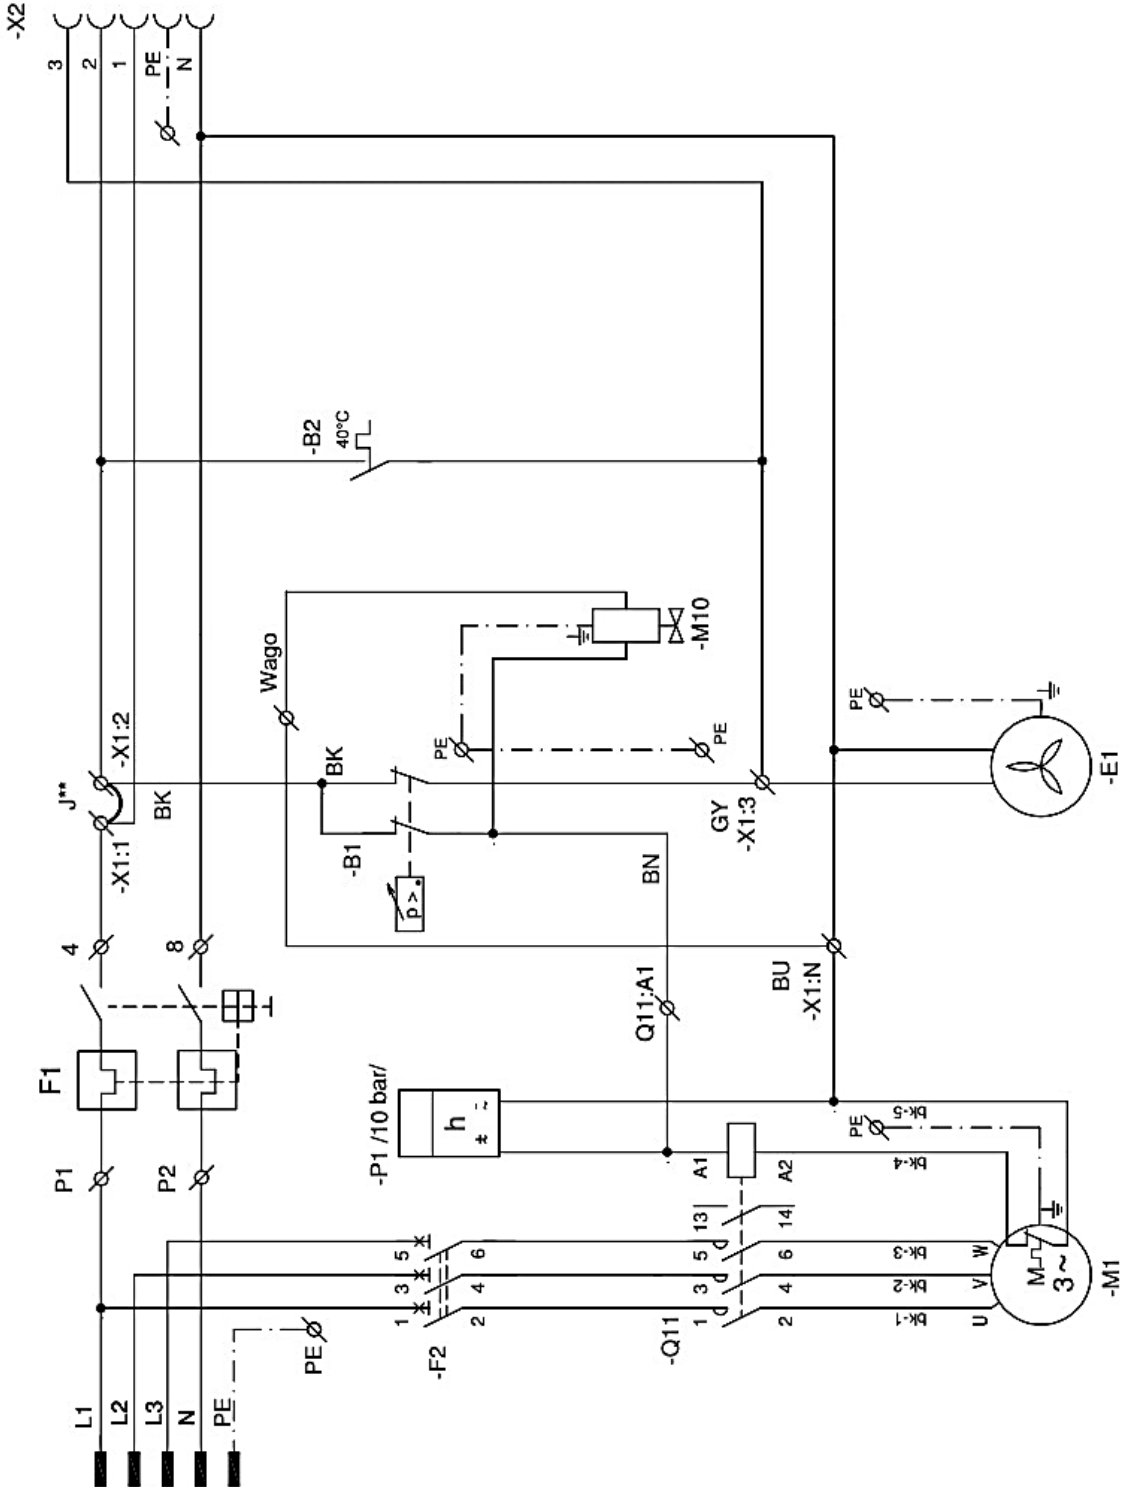 L1
L2
L3
N
PE
PE
P1
F1
4
-X1:1
J**
-X1:2
BK
P2
8
-X2
3
2
1
PE
N
Wago
BK
-B1
p >
-B2
40°C
PE
PE
-M10
BN
GY
-X1:3
Q11:A1
BU
-X1:N
PE
-E1
-P1 /10 bar/
h
≂
~
-F2
1
3
5
2
4
6
-Q11
1
3
5
13
A1
2
4
6
14
A2
bk-1
bk-2
bk-3
bk-4
bk-5
PE
U
V
W
M
3 ~
-M1